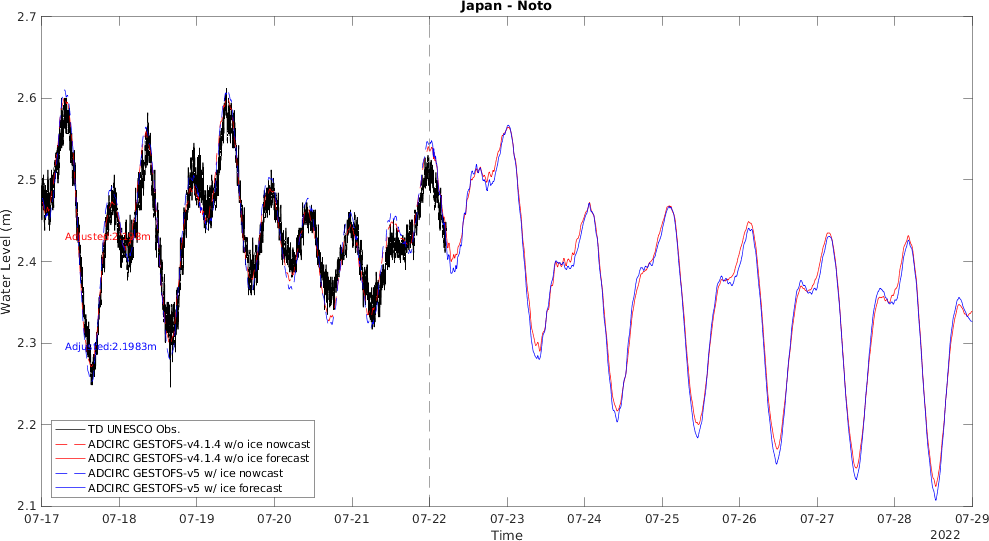 Japan - Noto
2.7
2.6
2.5
2.4
2.3
2.2
2.1
Water Level (m)
Adjusted:2.1983m
TD UNESCO Obs.
ADCIRC GESTOFS-v4.1.4 w/o ice nowcast
ADCIRC GESTOFS-v4.1.4 w/o ice forecast
ADCIRC GESTOFS-v5 w/ ice nowcast
ADCIRC GESTOFS-v5 w/ ice forecast
07-17 07-18 07-19 07-20 07-21 07-22 07-23 07-24 07-25 07-26 07-27 07-28 07-29
Time
2022